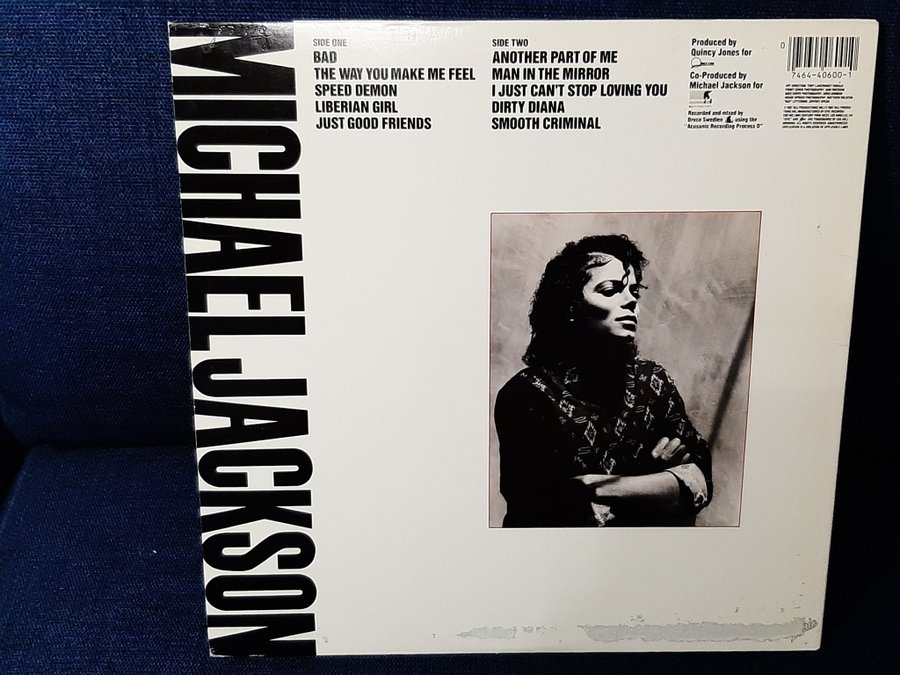 MICHAEL JACKSON
SIDE ONE
BAD
THE WAY YOU MAKE ME FEEL
SPEED DEMON
LIBERIAN GIRL
JUST GOOD FRIENDS
SIDE TWO
ANOTHER PART OF ME
MAN IN THE MIRROR
I JUST CAN'T STOP LOVING YOU
DIRTY DIANA
SMOOTH CRIMINAL
Produced by
Quincy Jones for
Co-Produced by
Michael Jackson for
Recorded and mixed by
Bruce Swedien using the
"Acusonic Recording Process"
0
7464-40600-1